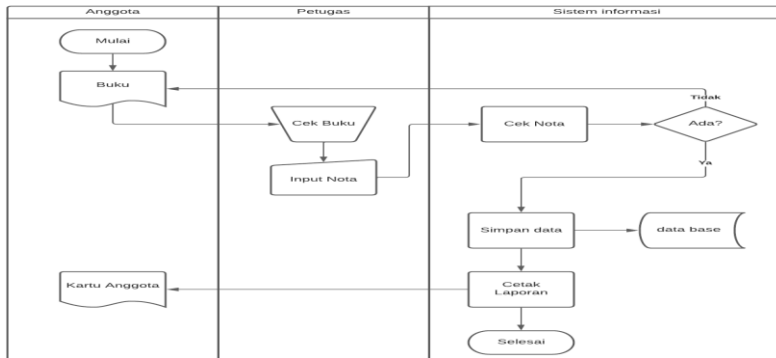 Anggota
Petugas
Sistem informasi
Mulai
Buku
Tidak
Cek Buku
Cek Nota
Ada?
Input Nota
Ya
Simpan data
data base
Kartu Anggota
Cetak
Laporan
Selesai